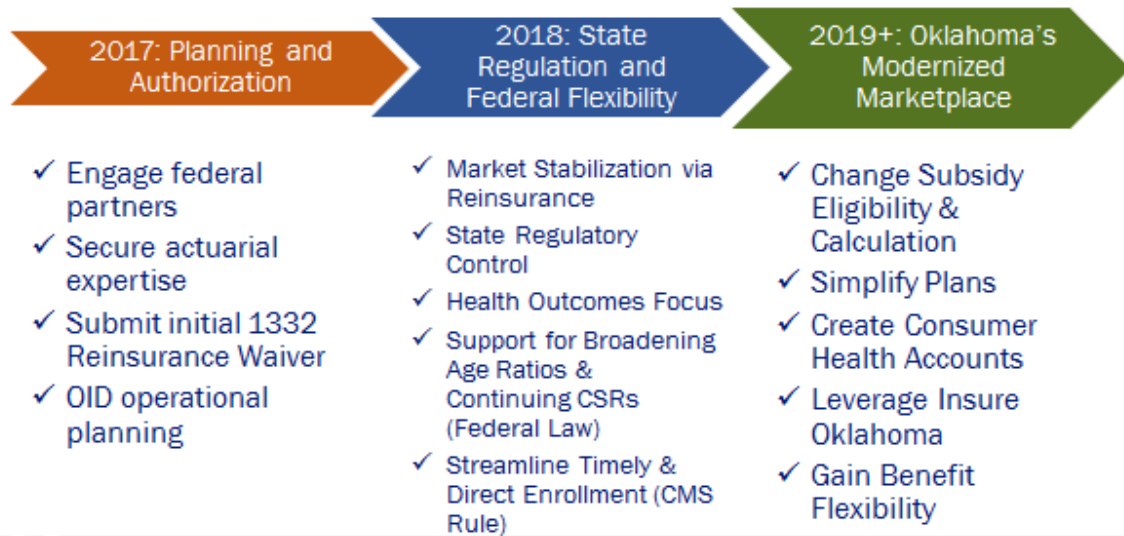 2017: Planning and
Authorization
✓ Engage federal
partners
✓ Secure actuarial
expertise
✓ Submit initial 1332
Reinsurance Waiver
✓ OID operational
planning
2018: State
Regulation and
Federal Flexibility
✓ Market Stabilization via
Reinsurance
✓ State Regulatory
Control
✓ Health Outcomes Focus
✓ Support for Broadening
Age Ratios &
Continuing CSRs
(Federal Law)
✓ Streamline Timely &
Direct Enrollment (CMS
Rule)
2019+: Oklahoma's
Modernized
Marketplace
✓ Change Subsidy
Eligibility &
Calculation
✓ Simplify Plans
✓ Create Consumer
Health Accounts
✓ Leverage Insure
Oklahoma
✓ Gain Benefit
Flexibility